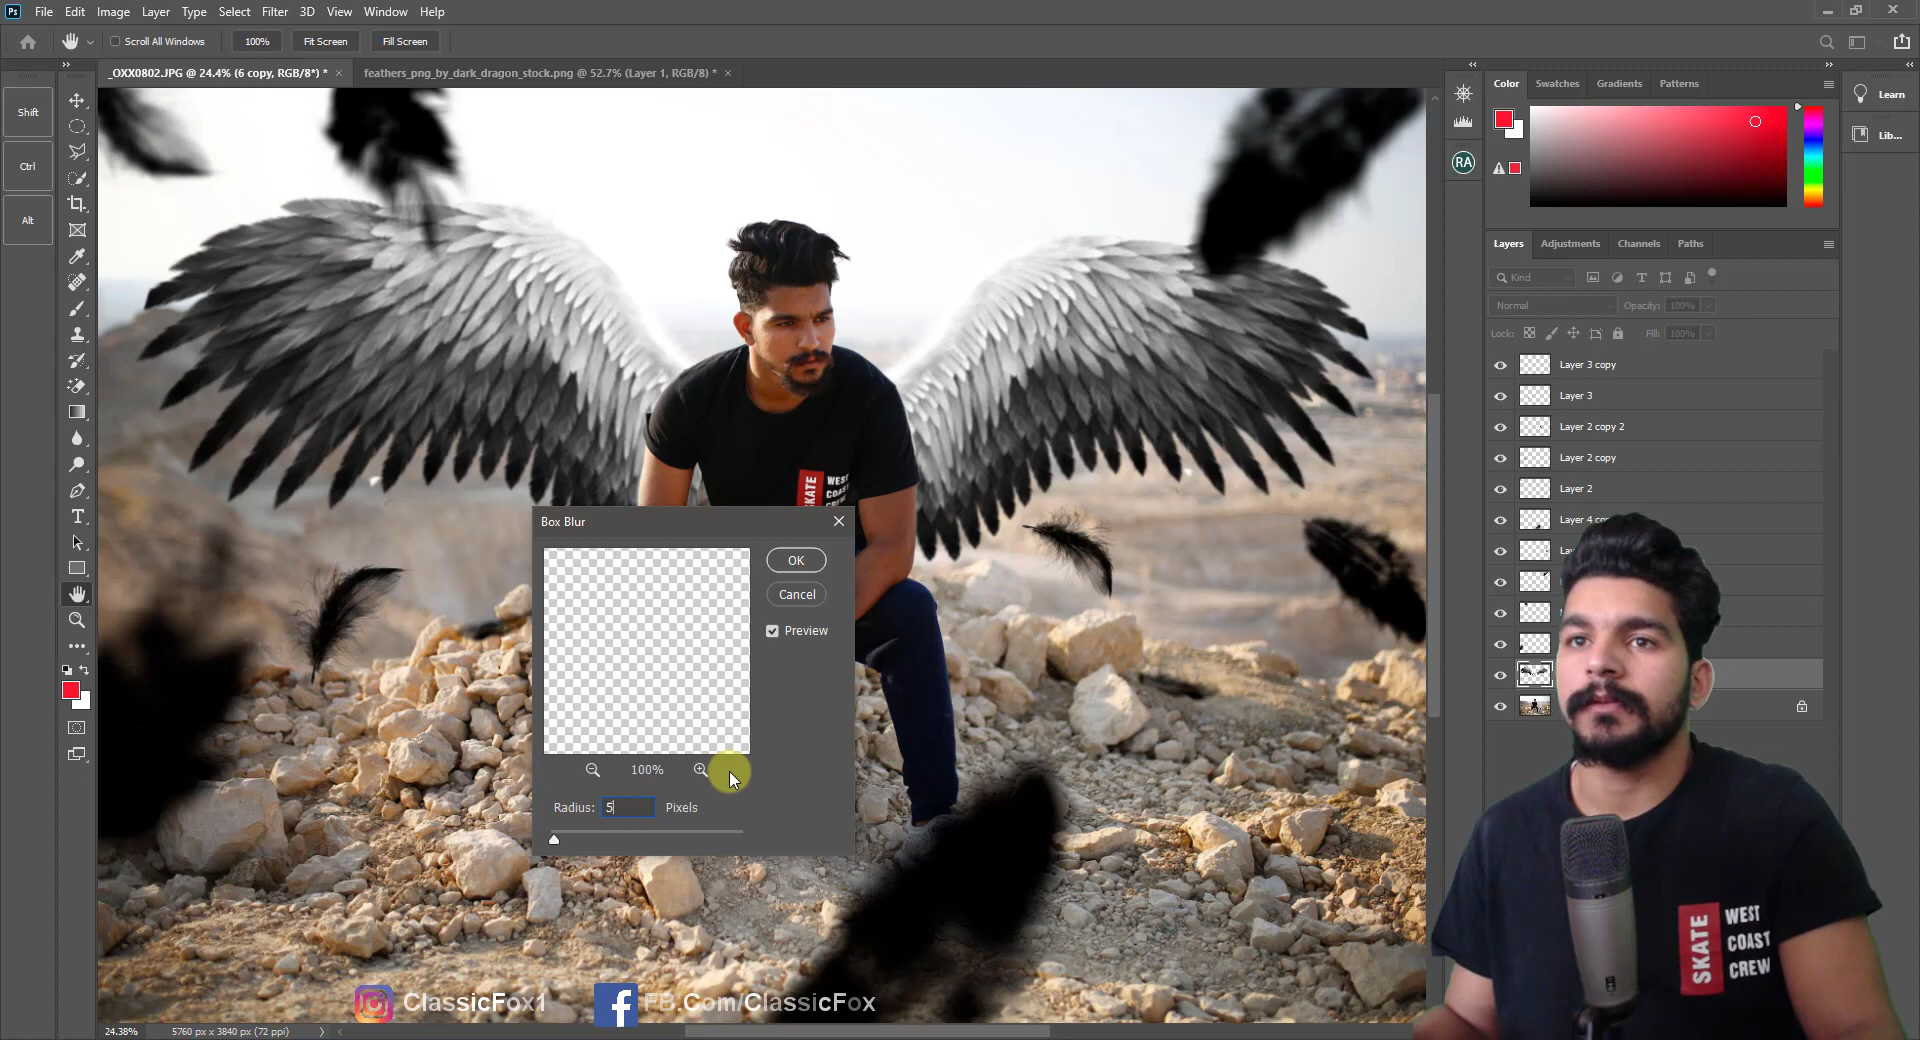 Ps File Edit Image Layer Type Select Filter 3D View Window Help
Scroll All Windows 100% Fit Screen Fill Screen
_OXX0802.JPG @ 24.4% (6 copy, RGB/8*) * × feathers_png_by_dark_dragon_stock.png @ 52.7% (Layer 1, RGB/8) * ×
Shift
Ctrl
Alt
Color Swatches Gradients Patterns
Learn
Lib...
RA
Layers Adjustments Channels Paths
Kind
Normal Opacity: 100%
Lock: Fill: 100%
Layer 3 copy
Layer 3
Layer 2 copy 2
Layer 2 copy
Layer 2
Layer 4
SKATE
WEST
Box Blur
OK
Cancel
Preview
100%
Radius: 5 Pixels
SKATE
WEST
COAST
CREW
ClassicFox1 FB.Com/ClassicFox
24.38% 5760 px x 3840 px (72 ppi)